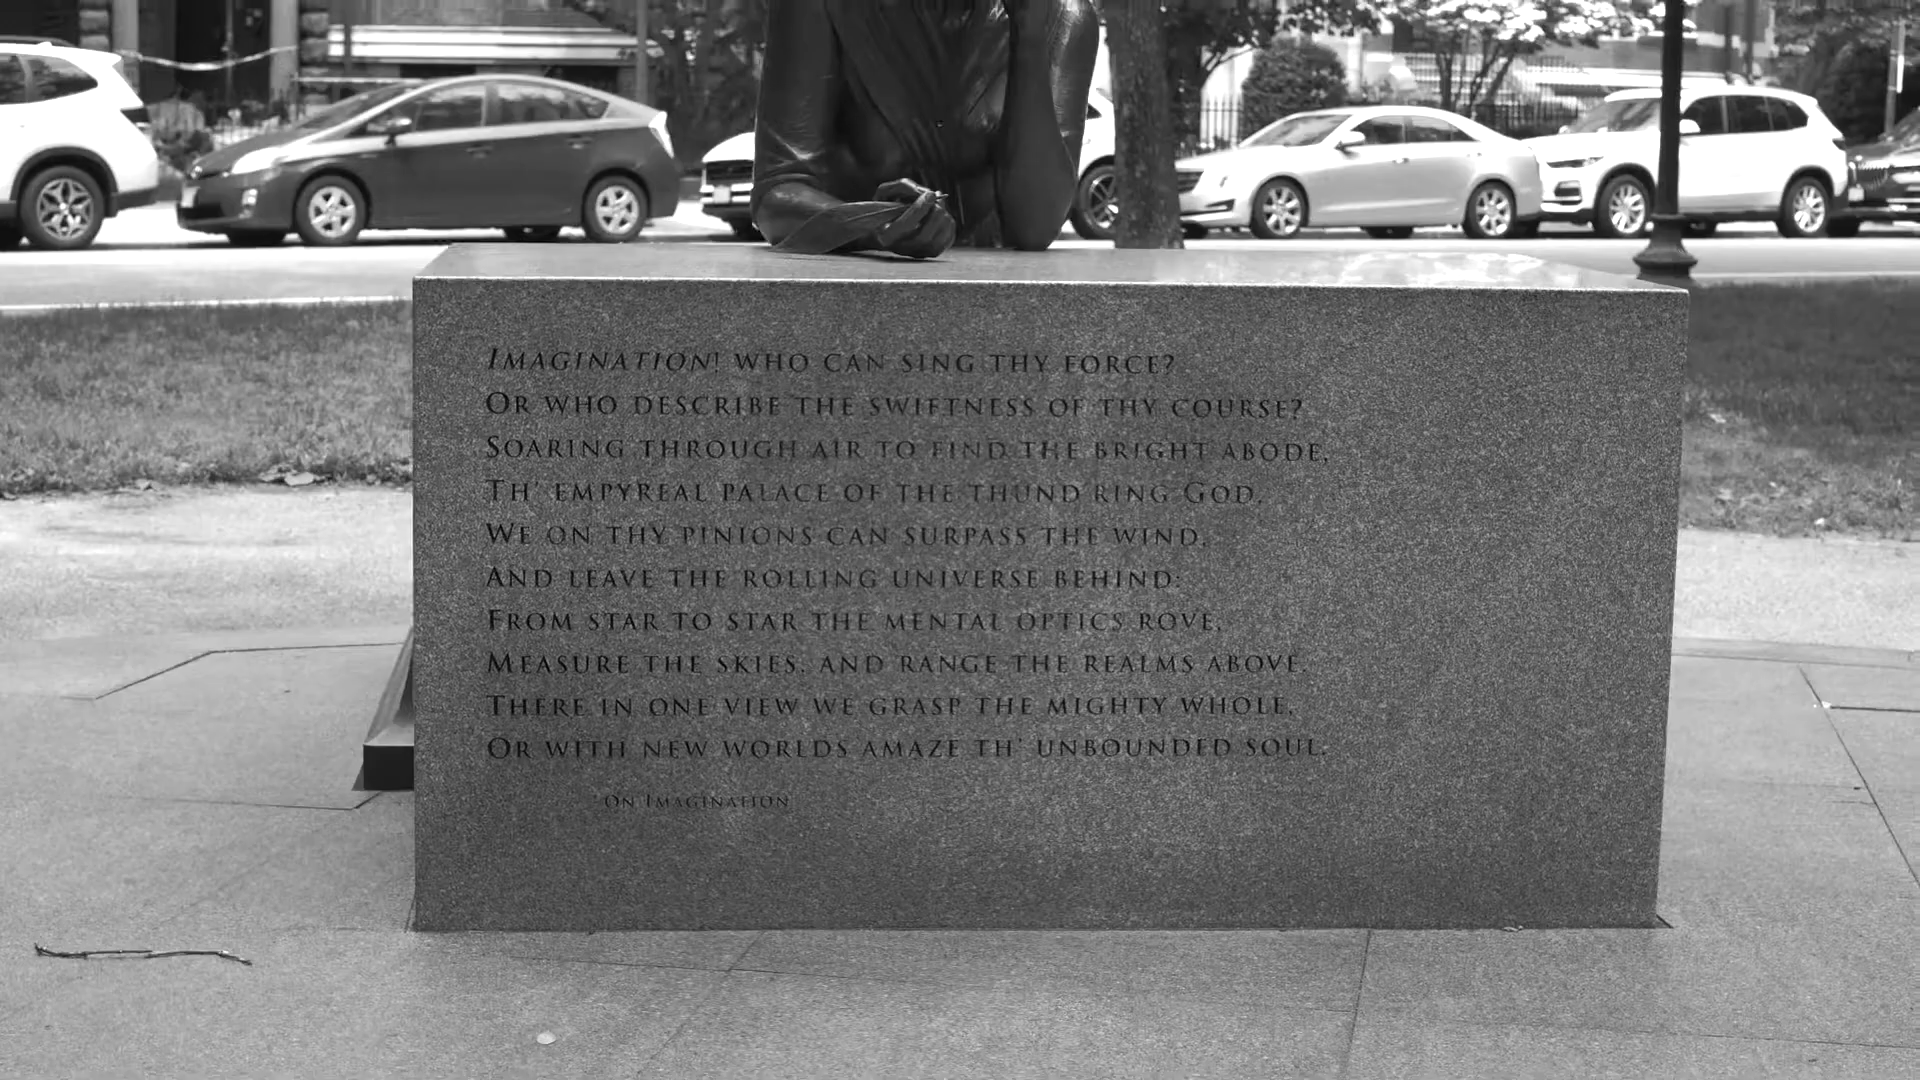 IMAGINATION! WHO CAN SING THY FORCE?
OR WHO DESCRIBE THE SWIFTNESS OF THY COURSE?
SOARING THROUGH AIR TO FIND THE BRIGHT ABODE,
TH' EMPYREAL PALACE OF THE THUND'RING GOD,
WE ON THY PINIONS CAN SURPASS THE WIND,
AND LEAVE THE ROLLING UNIVERSE BEHIND:
FROM STAR TO STAR THE MENTAL OPTICS ROVE,
MEASURE THE SKIES, AND RANGE THE REALMS ABOVE.
THERE IN ONE VIEW WE GRASP THE MIGHTY WHOLE,
OR WITH NEW WORLDS AMAZE TH' UNBOUNDED SOUL.
"ON IMAGINATION"